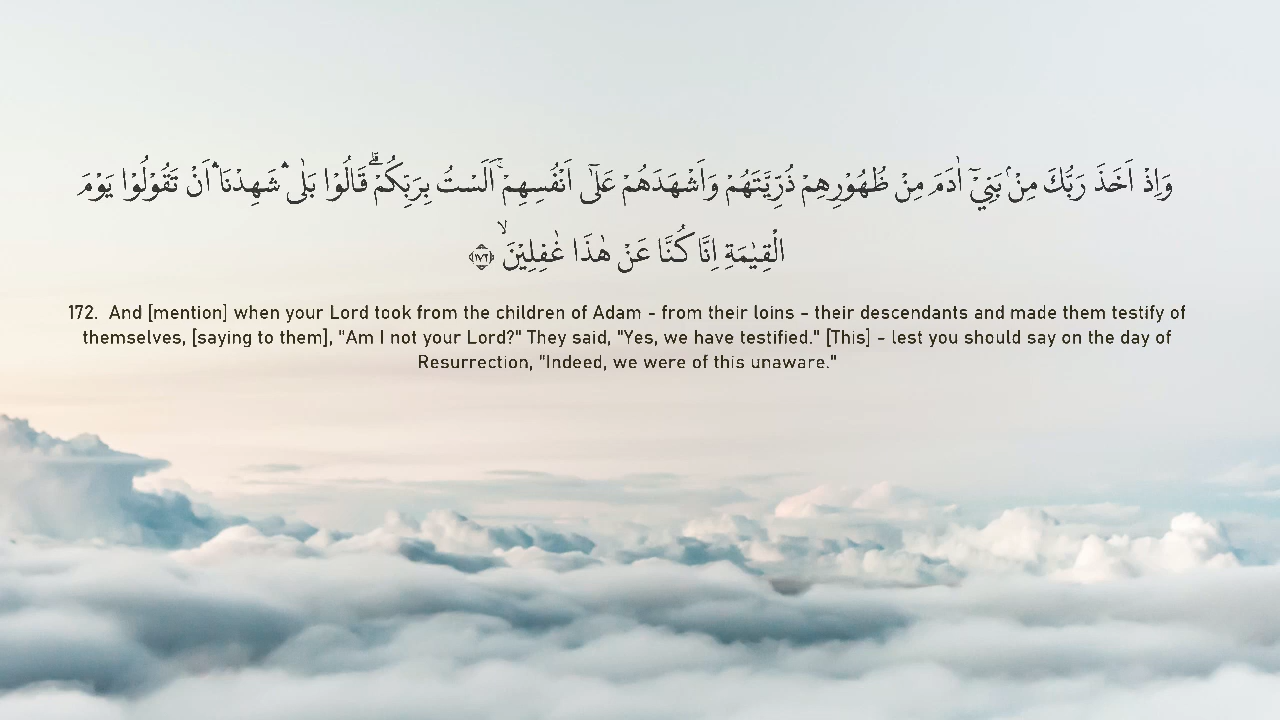 وَاِذْ اَخَذَ رَبُّكَ مِنْۢ بَنِيْٓ اٰدَمَ مِنْ ظُهُوْرِهِمْ ذُرِّيَّتَهُمْ وَاَشْهَدَهُمْ عَلٰٓى اَنْفُسِهِمْۚ اَلَسْتُ بِرَبِّكُمْۗ قَالُوْا بَلٰىۛ شَهِدْنَاۛ اَنْ تَقُوْلُوْا يَوْمَ
الْقِيٰمَةِ اِنَّا كُنَّا عَنْ هٰذَا غٰفِلِيْنَۙ ۝١٧٢
172. And [mention] when your Lord took from the children of Adam - from their loins - their descendants and made them testify of
themselves, [saying to them], "Am I not your Lord?" They said, "Yes, we have testified." [This] - lest you should say on the day of
Resurrection, "Indeed, we were of this unaware."